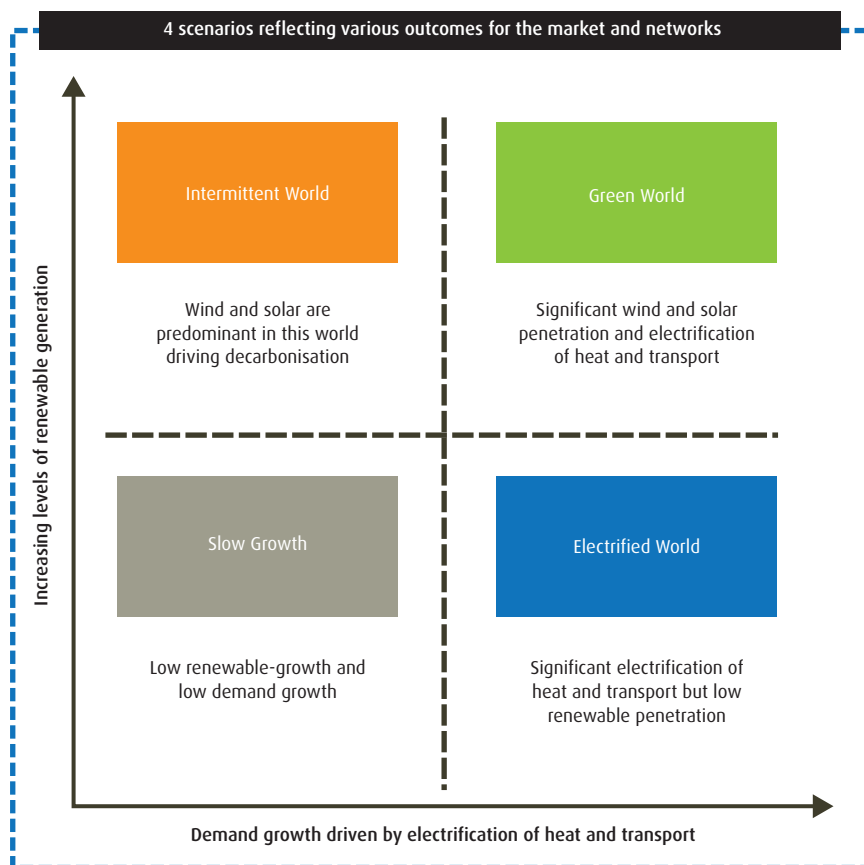 4 scenarios reflecting various outcomes for the market and networks
Increasing levels of renewable generation
Intermittent World
Wind and solar are
predominant in this world
driving decarbonisation
Green World
Significant wind and solar
penetration and electrification
of heat and transport
Slow Growth
Low renewable-growth and
low demand growth
Electrified World
Significant electrification of
heat and transport but low
renewable penetration
Demand growth driven by electrification of heat and transport